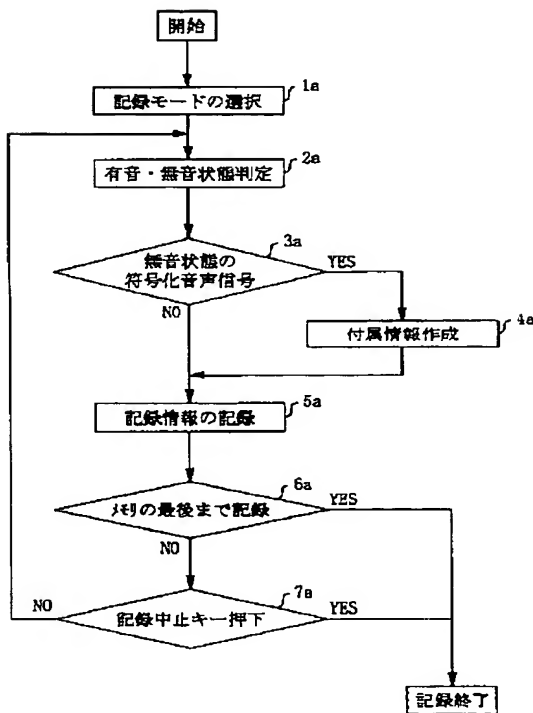 開始
記録モードの選択
1a
有音・無音状態判定
2a
無音状態の
符号化音声信号
3a
YES
NO
付属情報作成
4a
記録情報の記録
5a
メモリの最後まで記録
6a
YES
NO
記録中止キー押下
7a
YES
NO
記録終了